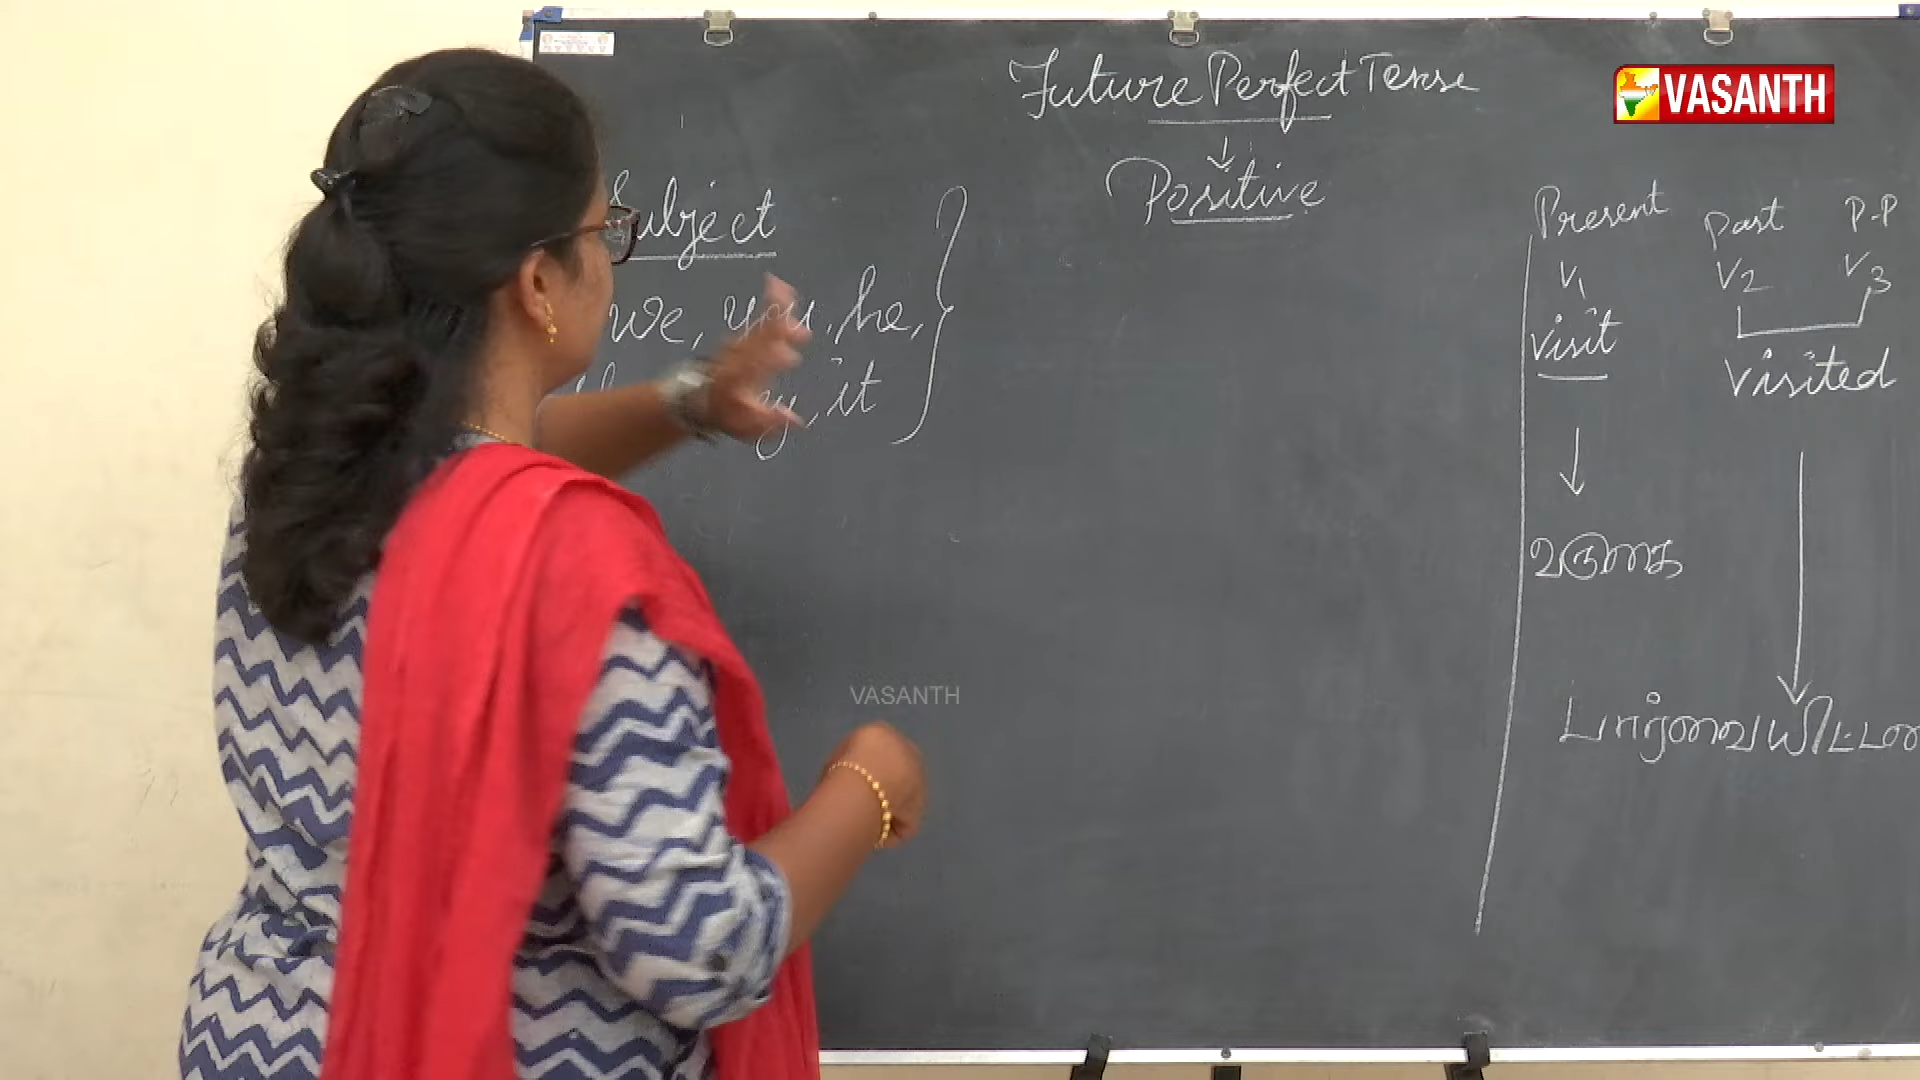 Future Perfect Tense
VASANTH
Positive
Subject
we, you, he,
it
Present Past P.P
V1 V2 V3
visit visited
வருகை
பார்வையிட்ட
VASANTH